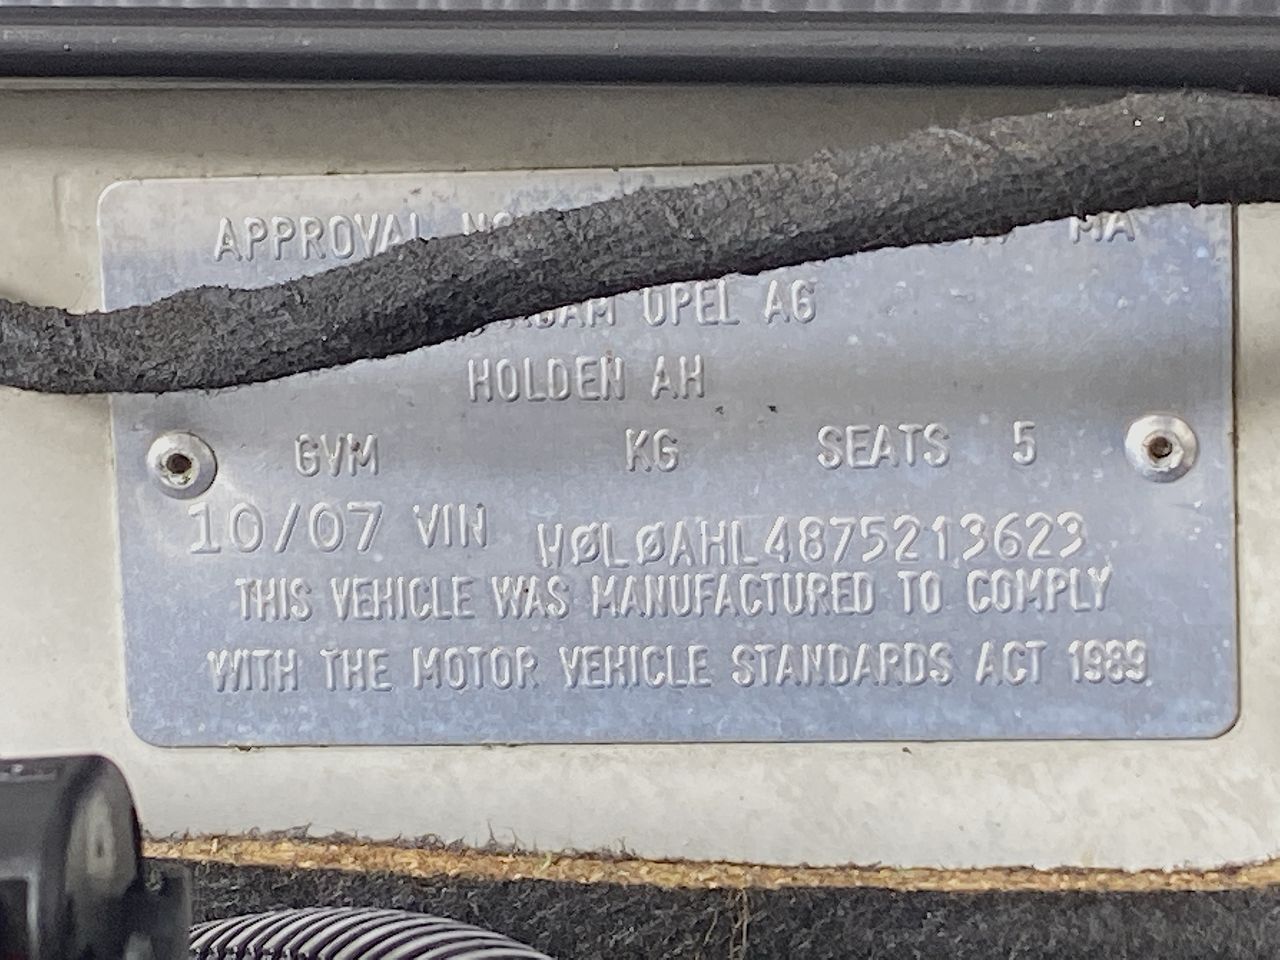 APPROVAL MA
OPEL AG
HOLDEN AH
GVM KG SEATS 5
10/07 VIN WØLØAHL4875213623
THIS VEHICLE WAS MANUFACTURED TO COMPLY
WITH THE MOTOR VEHICLE STANDARDS ACT 1989